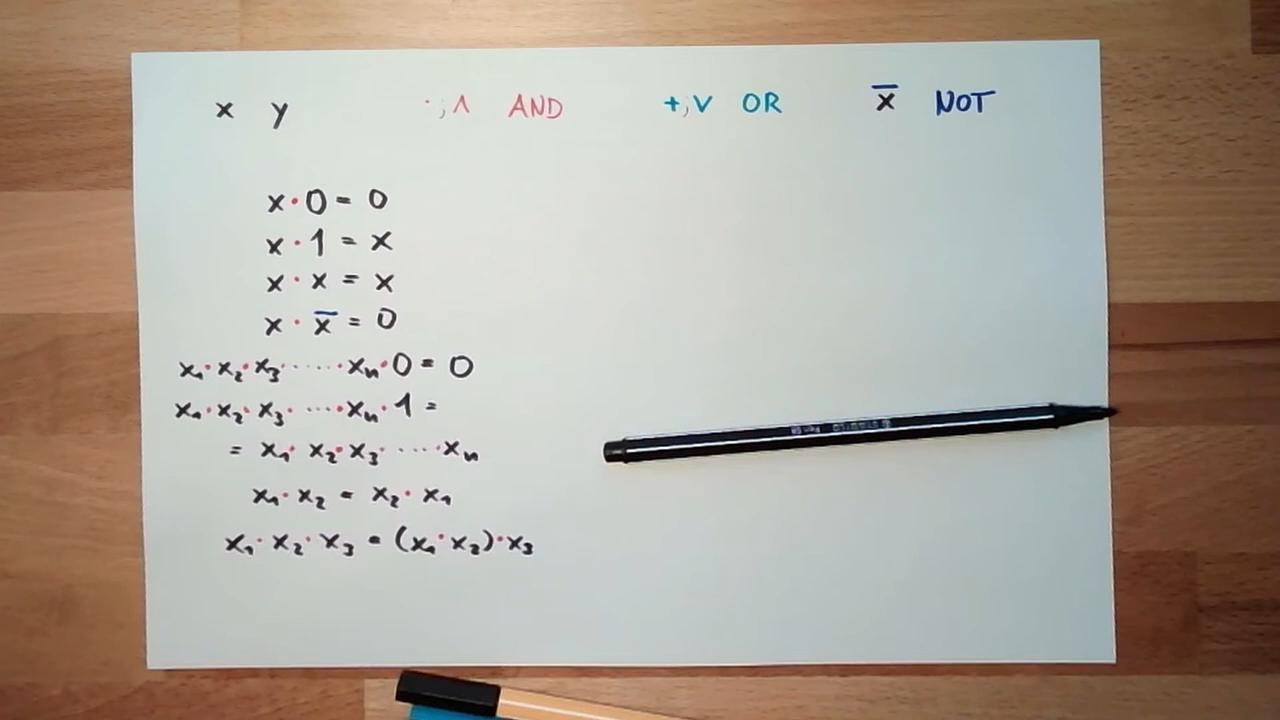 x y ·;∧ AND +;∨ OR x̅ NOT
x·0 = 0
x·1 = x
x·x = x
x·x̅ = 0
x₁·x₂·x₃·.....·xₙ·0 = 0
x₁·x₂·x₃·....·xₙ·1 =
= x₁·x₂·x₃·...·xₙ
x₁·x₂ = x₂·x₁
x₁·x₂·x₃ = (x₁·x₂)·x₃